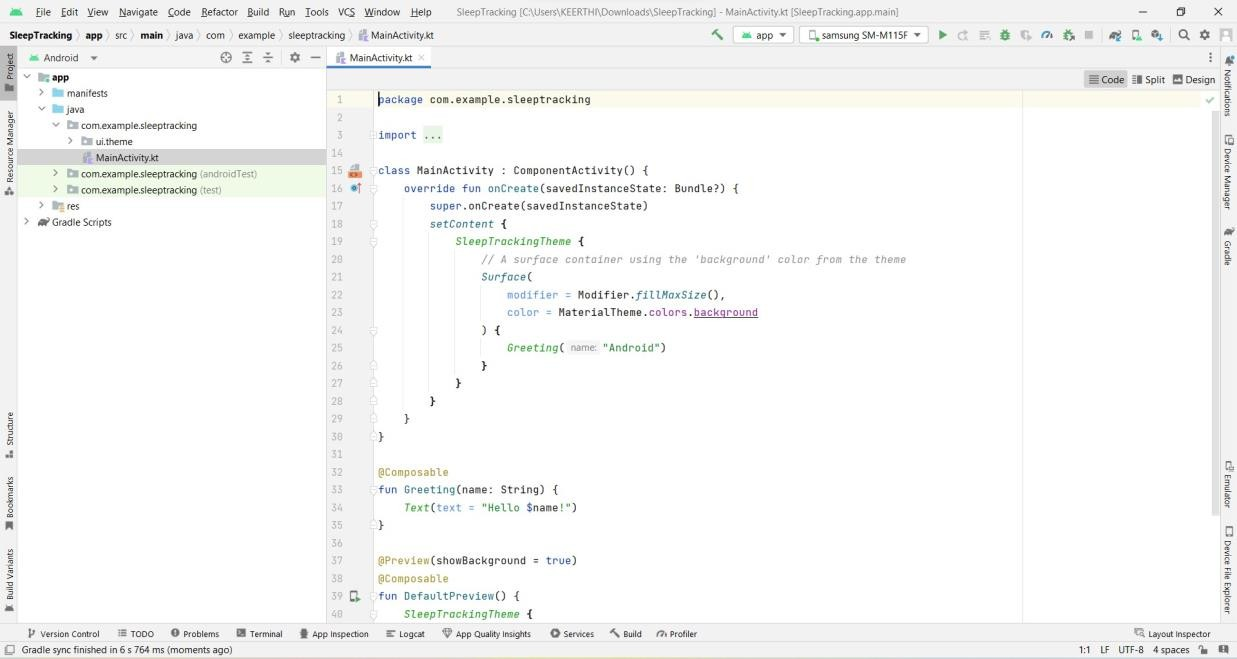 File Edit View Navigate Code Refactor Build Run Tools VCS Window Help SleepTracking [C:\Users\KEERTHI\Downloads\SleepTracking] - MainActivity.kt [SleepTracking.app.main]
SleepTracking app src main java com example sleeptracking MainActivity.kt app samsung SM-M115F
Project
Resource Manager
Structure
Bookmarks
Build Variants
Android
app
manifests
java
com.example.sleeptracking
ui.theme
MainActivity.kt
com.example.sleeptracking (androidTest)
com.example.sleeptracking (test)
res
Gradle Scripts
MainActivity.kt
Code Split Design
1 package com.example.sleeptracking
2
3 import ...
14
15 class MainActivity : ComponentActivity() {
16 override fun onCreate(savedInstanceState: Bundle?) {
17 super.onCreate(savedInstanceState)
18 setContent {
19 SleepTrackingTheme {
20 // A surface container using the 'background' color from the theme
21 Surface(
22 modifier = Modifier.fillMaxSize(),
23 color = MaterialTheme.colors.background
24 ) {
25 Greeting( name: "Android")
26 }
27 }
28 }
29 }
30 }
31
32 @Composable
33 fun Greeting(name: String) {
34 Text(text = "Hello $name!")
35 }
36
37 @Preview(showBackground = true)
38 @Composable
39 fun DefaultPreview() {
40 SleepTrackingTheme {
Notifications
Device Manager
Gradle
Emulator
Device File Explorer
Version Control TODO Problems Terminal App Inspection Logcat App Quality Insights Services Build Profiler Layout Inspector
Gradle sync finished in 6 s 764 ms (moments ago) 1:1 LF UTF-8 4 spaces